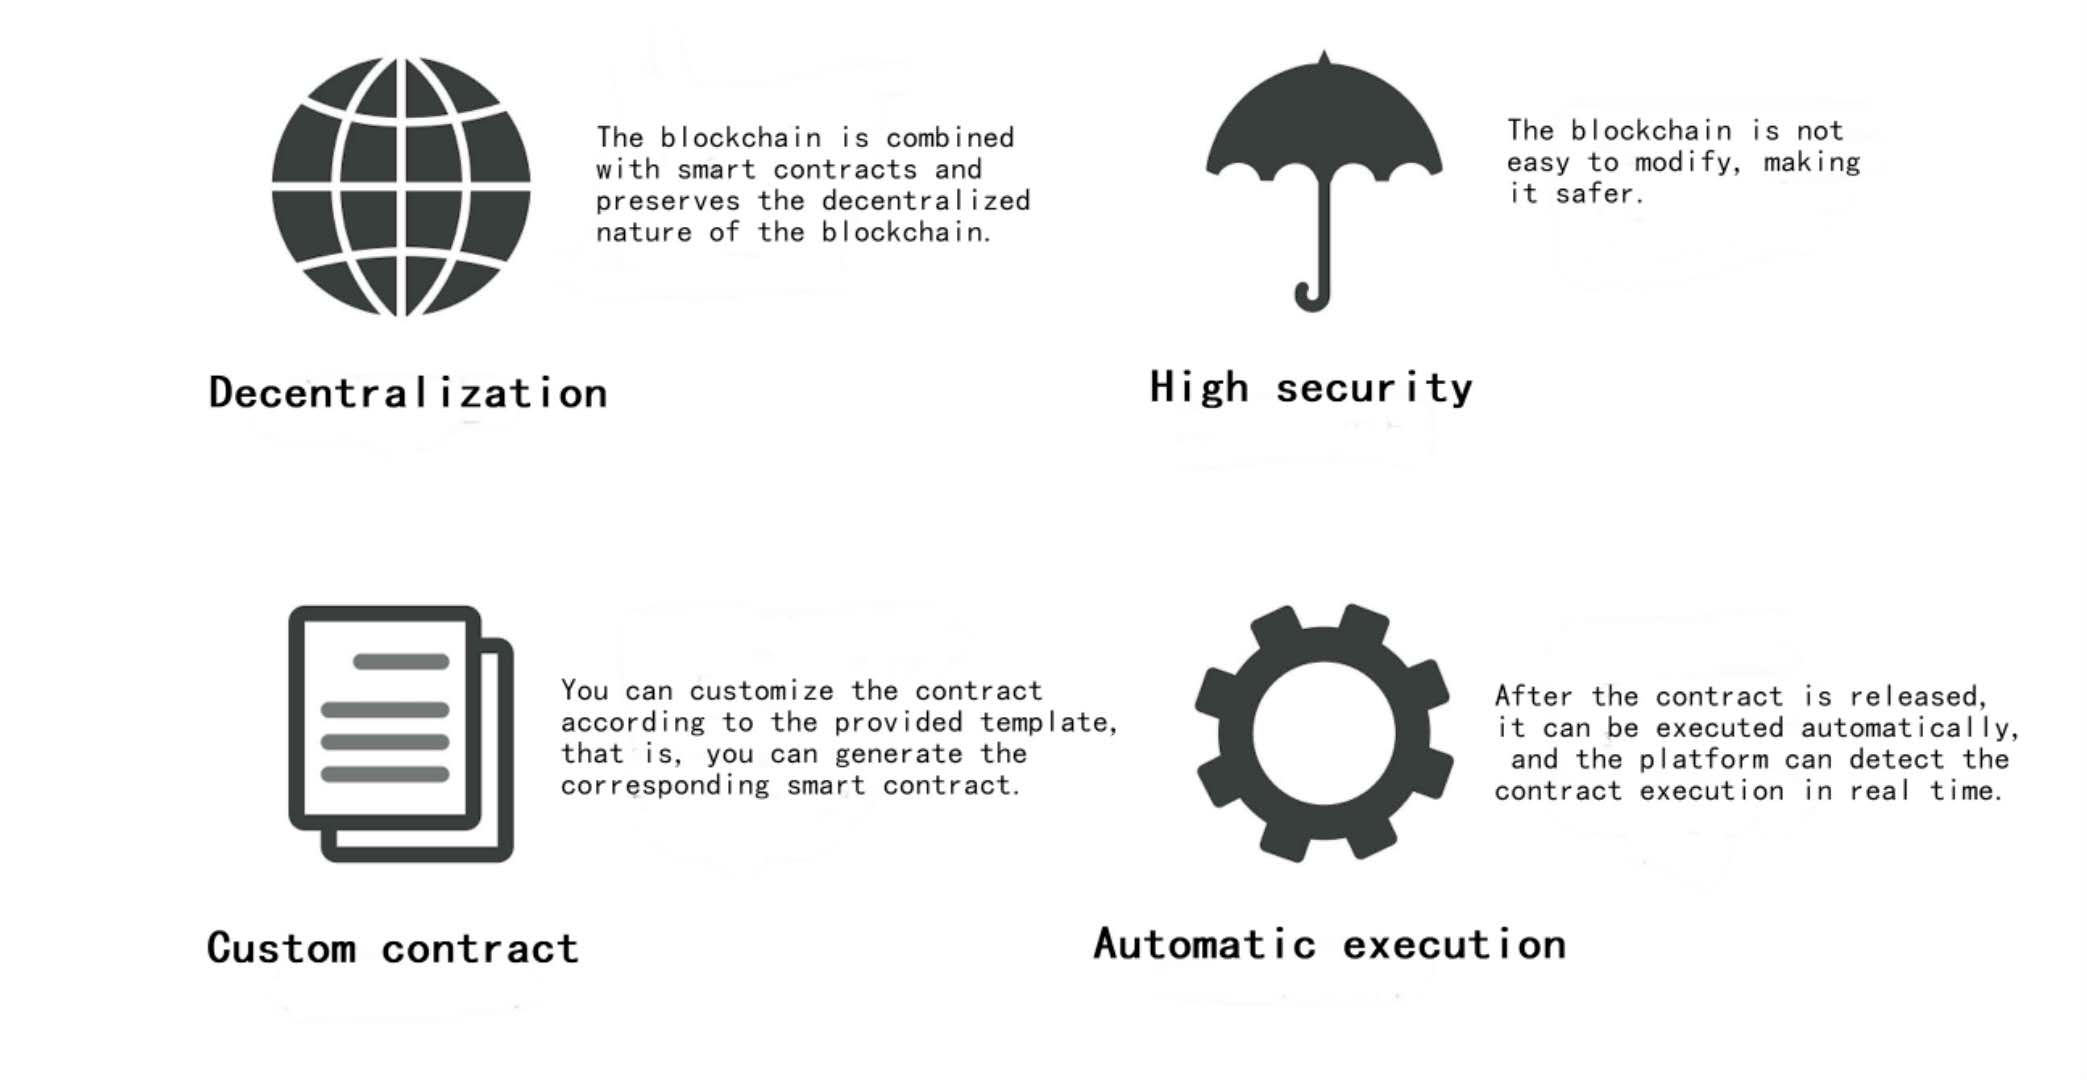 The blockchain is combined
with smart contracts and
preserves the decentralized
nature of the blockchain.
Decentralization
The blockchain is not
easy to modify, making
it safer.
High security
You can customize the contract
according to the provided template,
that is, you can generate the
corresponding smart contract.
Custom contract
After the contract is released,
it can be executed automatically,
and the platform can detect the
contract execution in real time.
Automatic execution